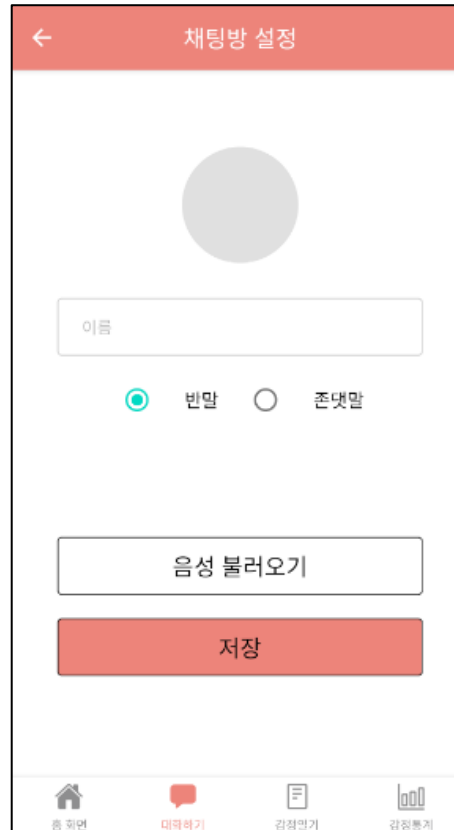 채팅방 설정
이름
반말 존댓말
음성 불러오기
저장
홈 화면 대화하기 감정일기 감정통계